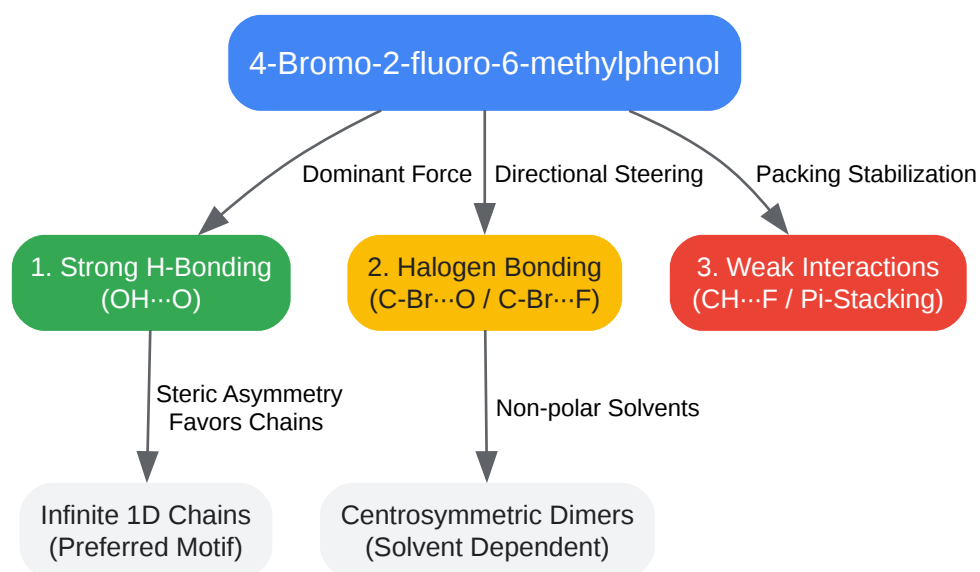 4-Bromo-2-fluoro-6-methylphenol
Dominant Force
Directional Steering
Packing Stabilization
1. Strong H-Bonding
(OH···O)
2. Halogen Bonding
(C-Br···O / C-Br···F)
3. Weak Interactions
(CH···F / Pi-Stacking)
Steric Asymmetry
Favors Chains
Non-polar Solvents
Infinite 1D Chains
(Preferred Motif)
Centrosymmetric Dimers
(Solvent Dependent)